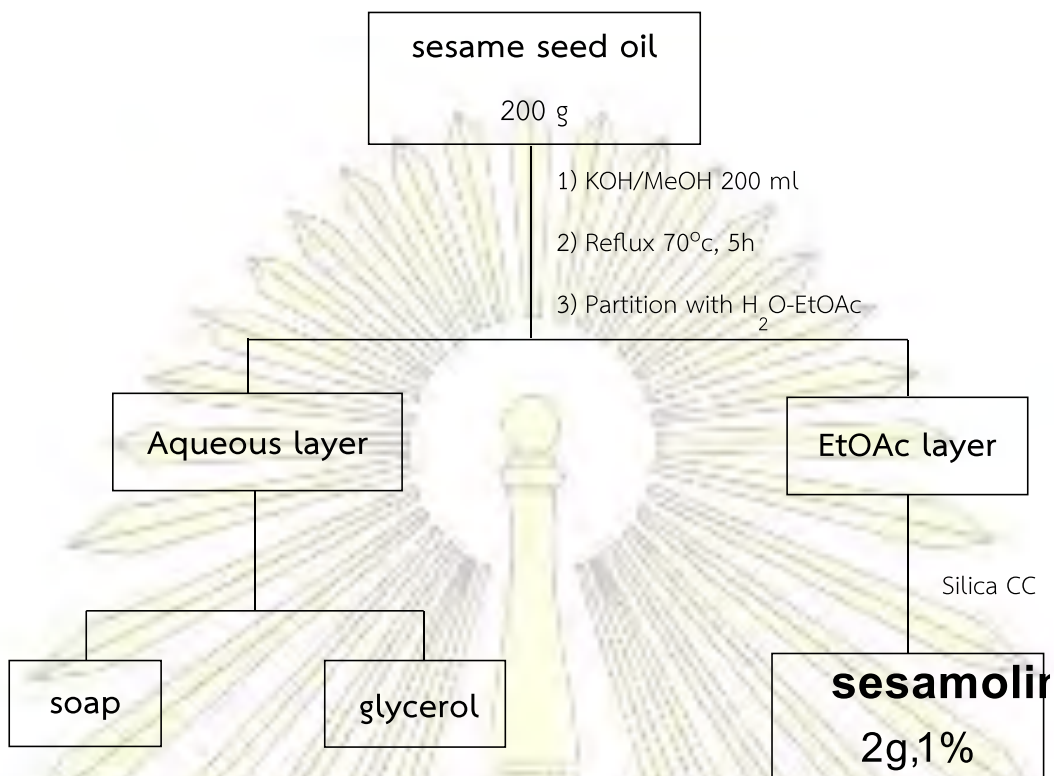 sesame seed oil
200 g
1) KOH/MeOH 200 ml
2) Reflux 70°c, 5h
3) Partition with H₂O-EtOAc
Aqueous layer
EtOAc layer
Silica CC
soap
glycerol
sesamolin
2g,1%